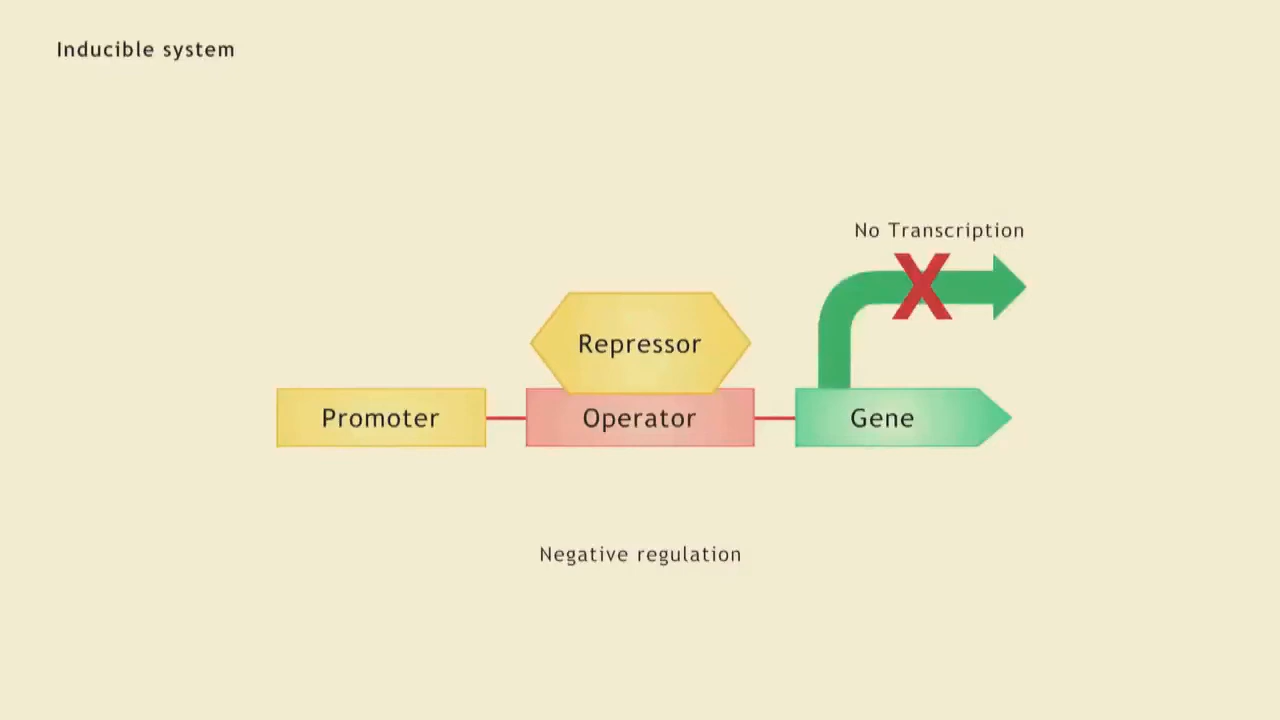 Inducible system
No Transcription
X
Repressor
Promoter
Operator
Gene
Negative regulation